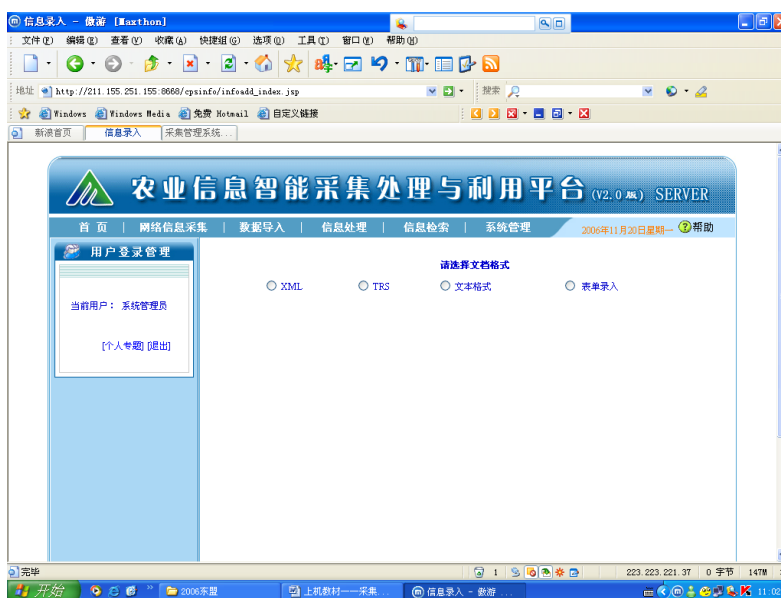 信息录入 - 傲游 [Maxthon]
文件(F) 编辑(E) 查看(V) 收藏(A) 快捷组(G) 选项(O) 工具(T) 窗口(W) 帮助(H)
地址 http://211.155.251.155:8668/cpsinfo/infoadd_index.jsp 搜索
Windows Windows Media 免费 Hotmail 自定义链接
新浪首页 信息录入 采集管理系统...
农业信息智能采集处理与利用平台 (V2.0版) SERVER
首 页 | 网络信息采集 | 数据导入 | 信息处理 | 信息检索 | 系统管理 2006年11月20日星期一 ?帮助
用户登录管理
请选择文档格式
XML TRS 文本格式 表单录入
当前用户： 系统管理员
[个人专题] [退出]
完毕 1 223.223.221.37 0 字节 147M
开始 » 2006东盟 上机教材——采集... 信息录入 - 傲游 ... 11:02